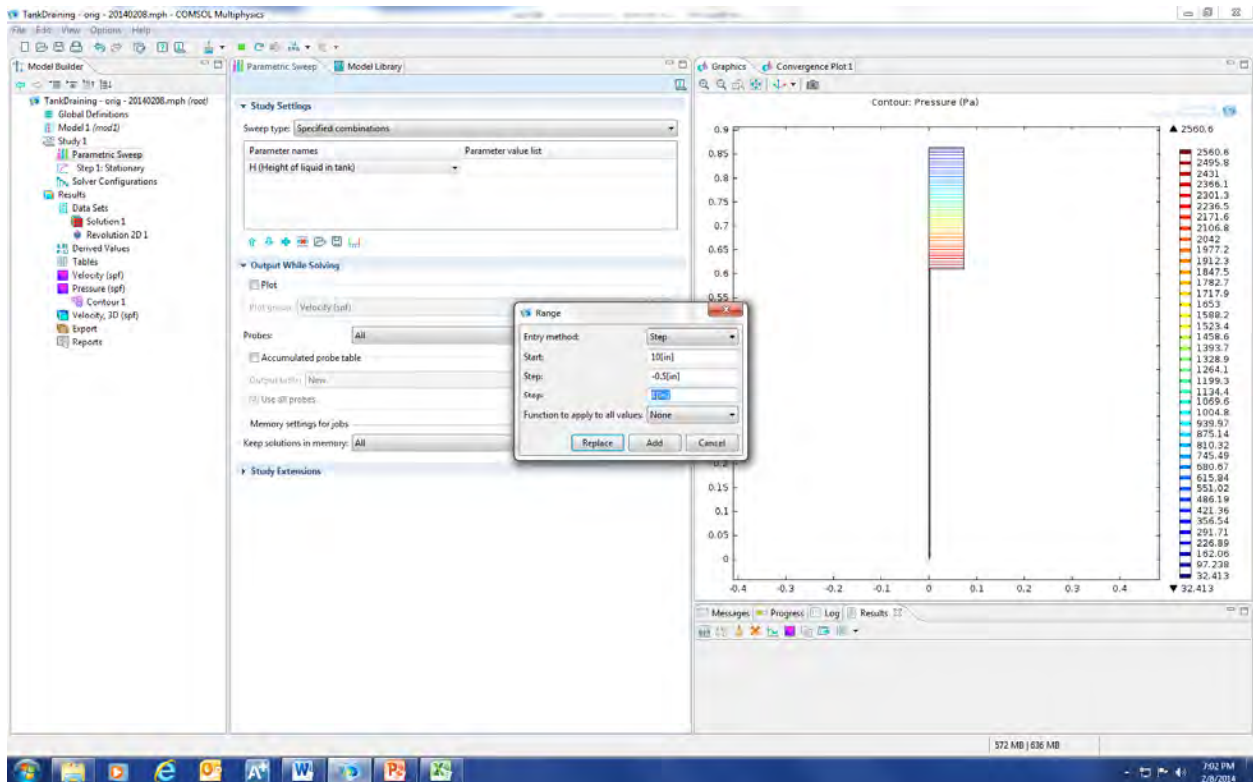 TankDraining - orig - 20140208.mph - COMSOL Multiphysics
File Edit View Options Help
Model Builder
TankDraining - orig - 20140208.mph (root)
Global Definitions
Model 1 (mod1)
Study 1
Parametric Sweep
Step 1: Stationary
Solver Configurations
Results
Data Sets
Solution 1
Revolution 2D 1
Derived Values
Tables
Velocity (spf)
Pressure (spf)
Contour 1
Velocity, 3D (spf)
Export
Reports
Parametric Sweep Model Library
Study Settings
Sweep type: Specified combinations
Parameter names Parameter value list
H (Height of liquid in tank)
Output While Solving
Plot
Plot group: Velocity (spf)
Probes: All
Accumulated probe table
Output table: New
Use all probes
Memory settings for jobs
Keep solutions in memory: All
Study Extensions
Range
Entry method: Step
Start: 10[in]
Step: -0.5[in]
Stop:
Function to apply to all values: None
Replace Add Cancel
Graphics Convergence Plot 1
Contour: Pressure (Pa)
0.9
0.85
0.8
0.75
0.7
0.65
0.6
0.55
0.2
0.15
0.1
0.05
0
-0.4 -0.3 -0.2 -0.1 0 0.1 0.2 0.3 0.4
▲ 2560.6
2560.6
2495.8
2431
2366.1
2301.3
2236.5
2171.6
2106.8
2042
1977.2
1912.3
1847.5
1782.7
1717.9
1653
1588.2
1523.4
1458.6
1393.7
1328.9
1264.1
1199.3
1134.4
1069.6
1004.8
939.97
875.14
810.32
745.49
680.67
615.84
551.02
486.19
421.36
356.54
291.71
226.89
162.06
97.238
32.413
▼ 32.413
Messages Progress Log Results
572 MB | 636 MB
7:02 PM
2/8/2014